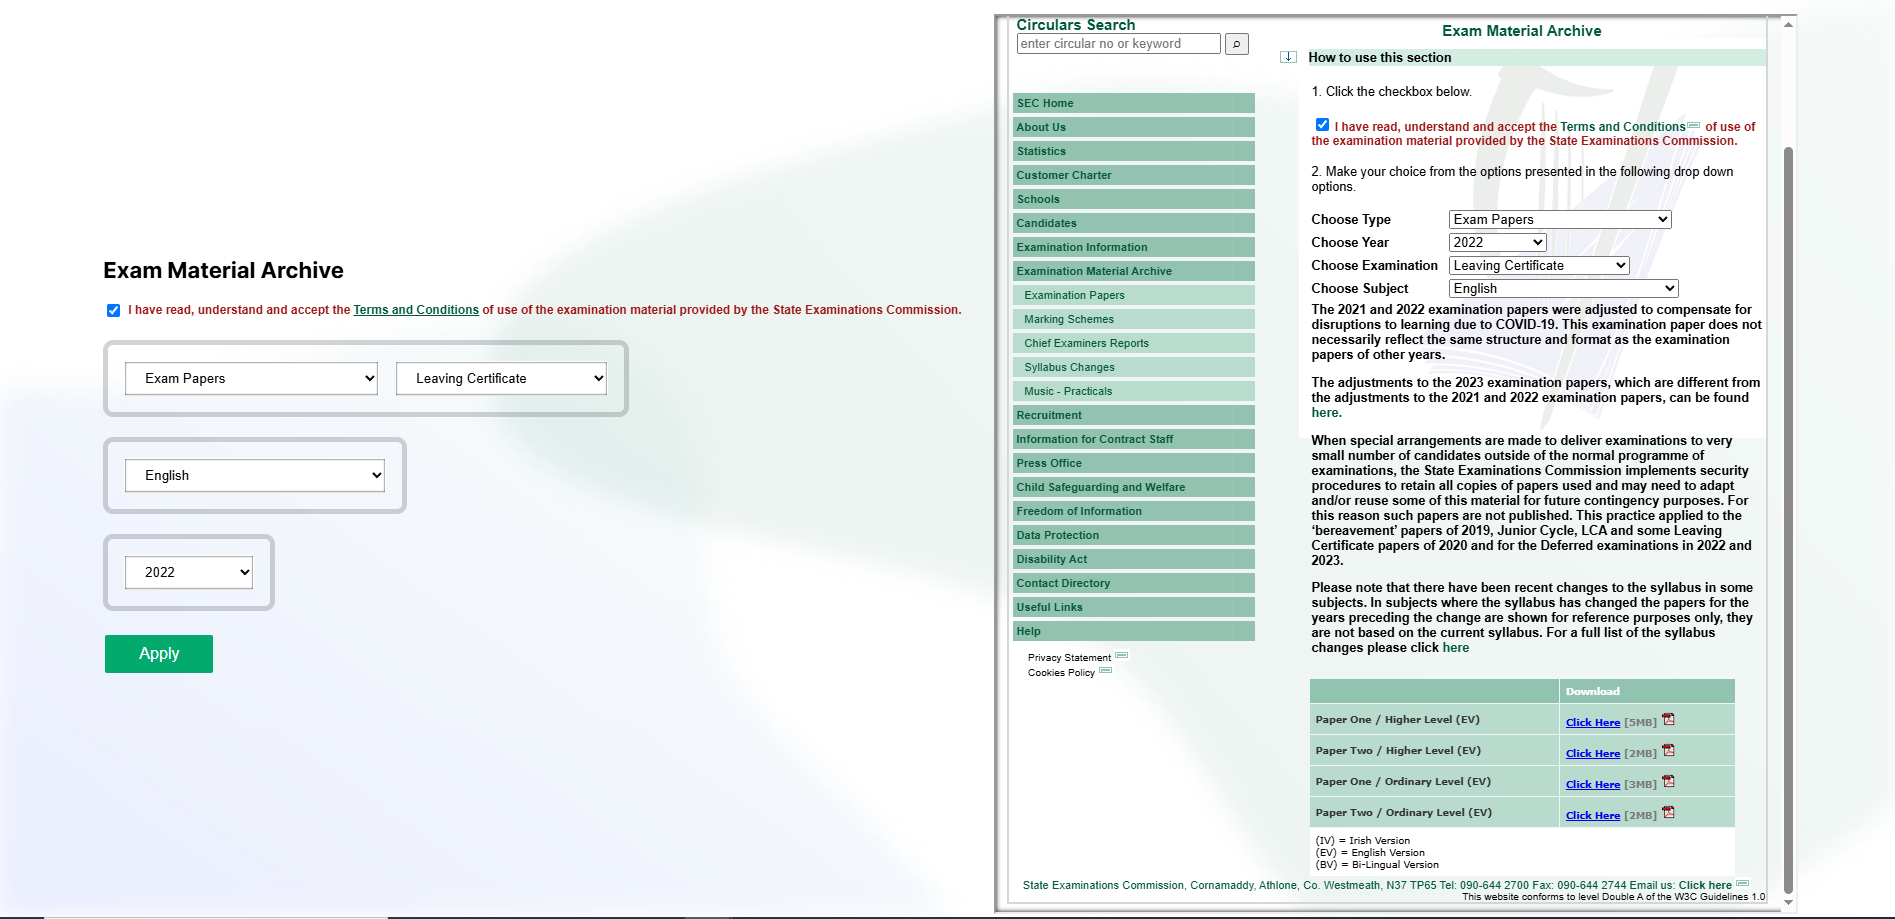 Exam Material Archive
I have read, understand and accept the Terms and Conditions of use of the examination material provided by the State Examinations Commission.
Exam Papers
Leaving Certificate
English
2022
Apply
Circulars Search
enter circular no or keyword
SEC Home
About Us
Statistics
Customer Charter
Schools
Candidates
Examination Information
Examination Material Archive
Examination Papers
Marking Schemes
Chief Examiners Reports
Syllabus Changes
Music - Practicals
Recruitment
Information for Contract Staff
Press Office
Child Safeguarding and Welfare
Freedom of Information
Data Protection
Disability Act
Contact Directory
Useful Links
Help
Privacy Statement
Cookies Policy
Exam Material Archive
How to use this section
1. Click the checkbox below.
I have read, understand and accept the Terms and Conditions of use of
the examination material provided by the State Examinations Commission.
2. Make your choice from the options presented in the following drop down
options.
Choose Type Exam Papers
Choose Year 2022
Choose Examination Leaving Certificate
Choose Subject English
The 2021 and 2022 examination papers were adjusted to compensate for
disruptions to learning due to COVID-19. This examination paper does not
necessarily reflect the same structure and format as the examination
papers of other years.
The adjustments to the 2023 examination papers, which are different from
the adjustments to the 2021 and 2022 examination papers, can be found
here.
When special arrangements are made to deliver examinations to very
small number of candidates outside of the normal programme of
examinations, the State Examinations Commission implements security
procedures to retain all copies of papers used and may need to adapt
and/or reuse some of this material for future contingency purposes. For
this reason such papers are not published. This practice applied to the
‘bereavement’ papers of 2019, Junior Cycle, LCA and some Leaving
Certificate papers of 2020 and for the Deferred examinations in 2022 and
2023.
Please note that there have been recent changes to the syllabus in some
subjects. In subjects where the syllabus has changed the papers for the
years preceding the change are shown for reference purposes only, they
are not based on the current syllabus. For a full list of the syllabus
changes please click here
Download
Paper One / Higher Level (EV) Click Here [5MB]
Paper Two / Higher Level (EV) Click Here [2MB]
Paper One / Ordinary Level (EV) Click Here [3MB]
Paper Two / Ordinary Level (EV) Click Here [2MB]
(IV) = Irish Version
(EV) = English Version
(BV) = Bi-Lingual Version
State Examinations Commission, Cornamaddy, Athlone, Co. Westmeath, N37 TP65 Tel: 090-644 2700 Fax: 090-644 2744 Email us: Click here
This website conforms to level Double A of the W3C Guidelines 1.0